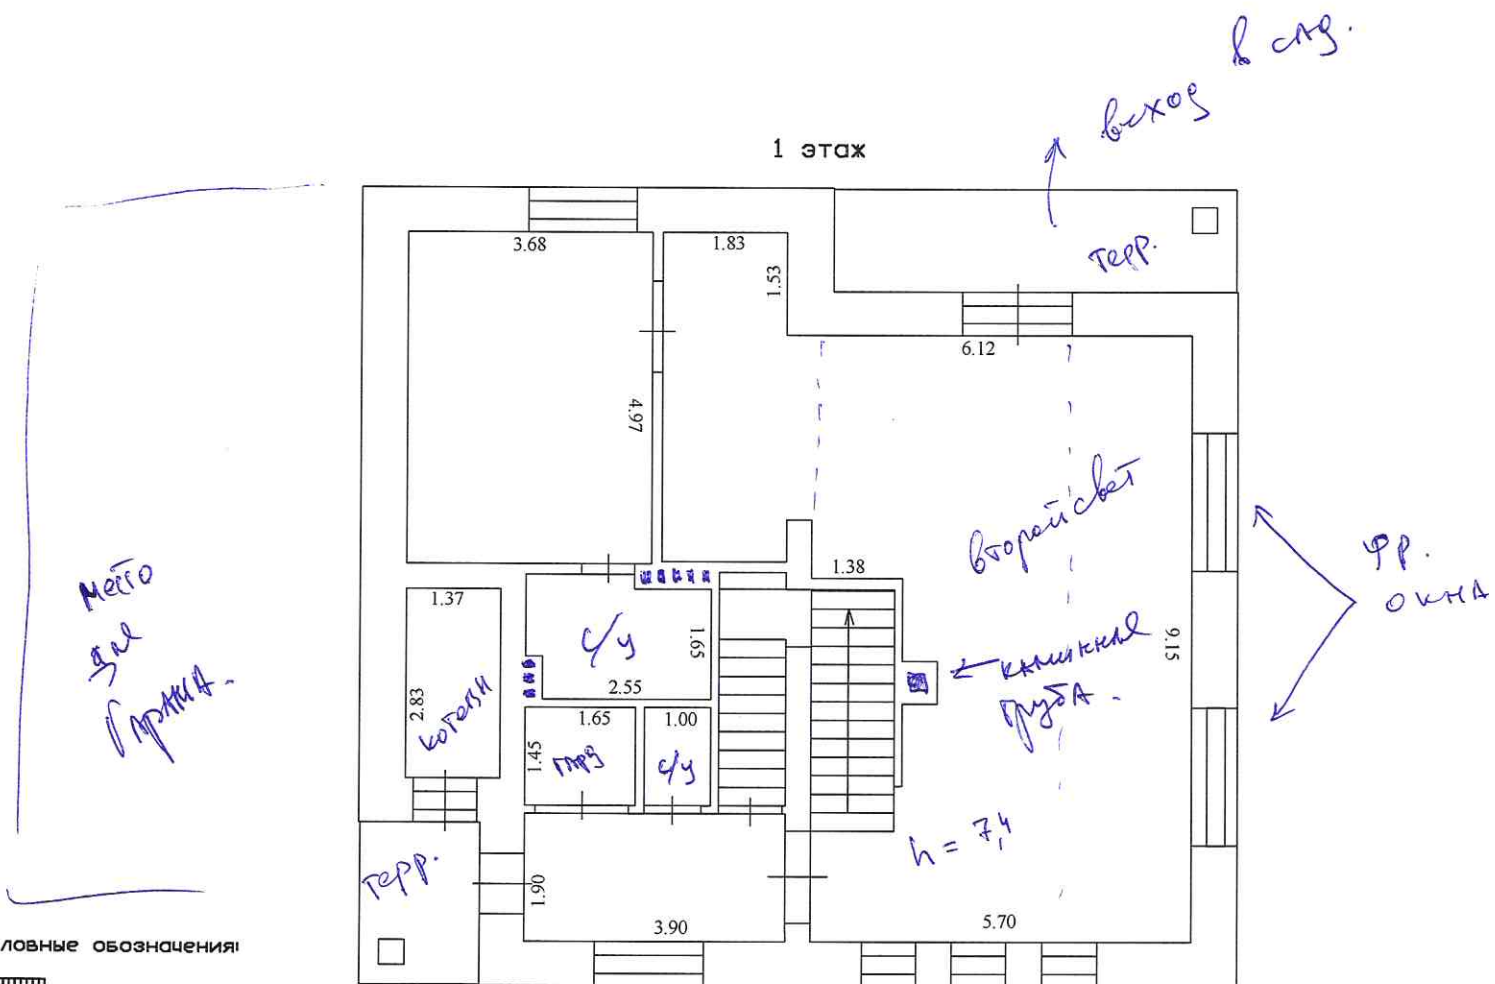 в сад.
выход
1 этаж
терр.
3.68
1.83
1.53
6.12
4.97
второй свет
фр.
окна
место
для
гаража.
1.38
1.37
с/у
1.65
9.15
каминная
труба.
2.55
2.83
котельн
1.65
1.00
1.45
гард
с/у
h = 7,4
терр.
1.90
3.90
5.70
ловные обозначения: